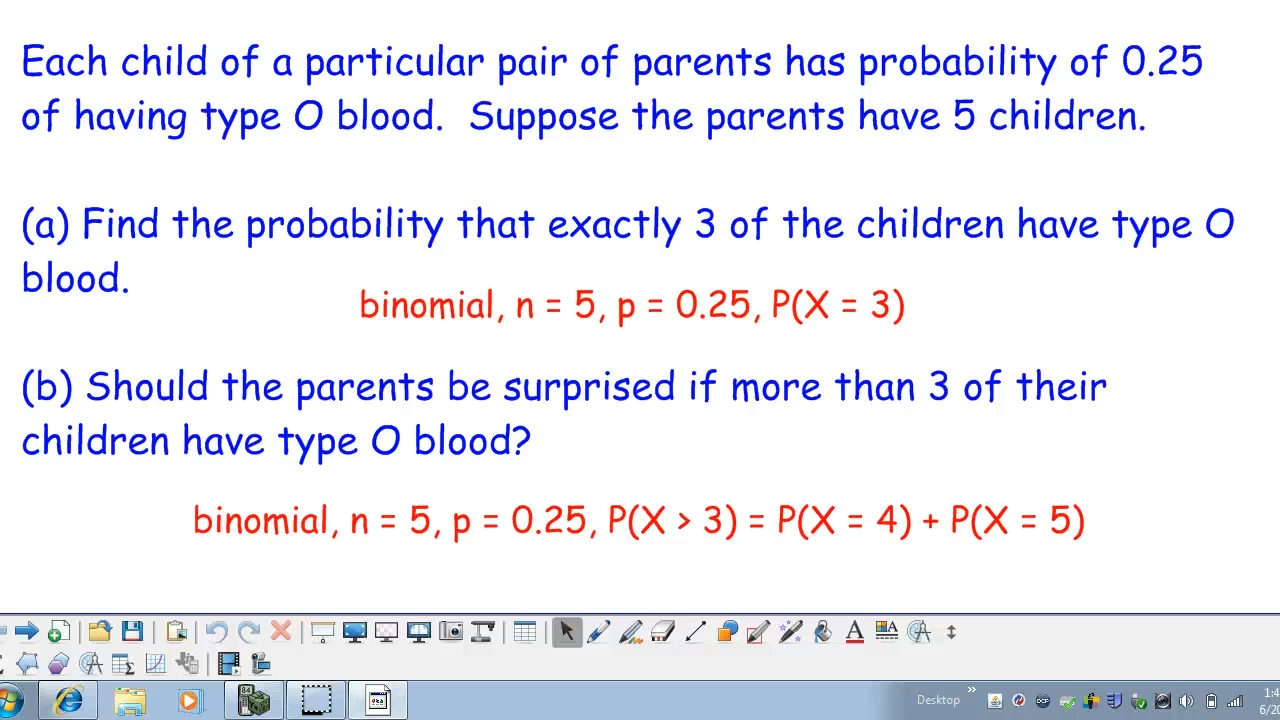 Each child of a particular pair of parents has probability of 0.25
of having type O blood.  Suppose the parents have 5 children.
(a) Find the probability that exactly 3 of the children have type O
blood.
binomial, n = 5, p = 0.25, P(X = 3)
(b) Should the parents be surprised if more than 3 of their
children have type O blood?
binomial, n = 5, p = 0.25, P(X > 3) = P(X = 4) + P(X = 5)
Desktop